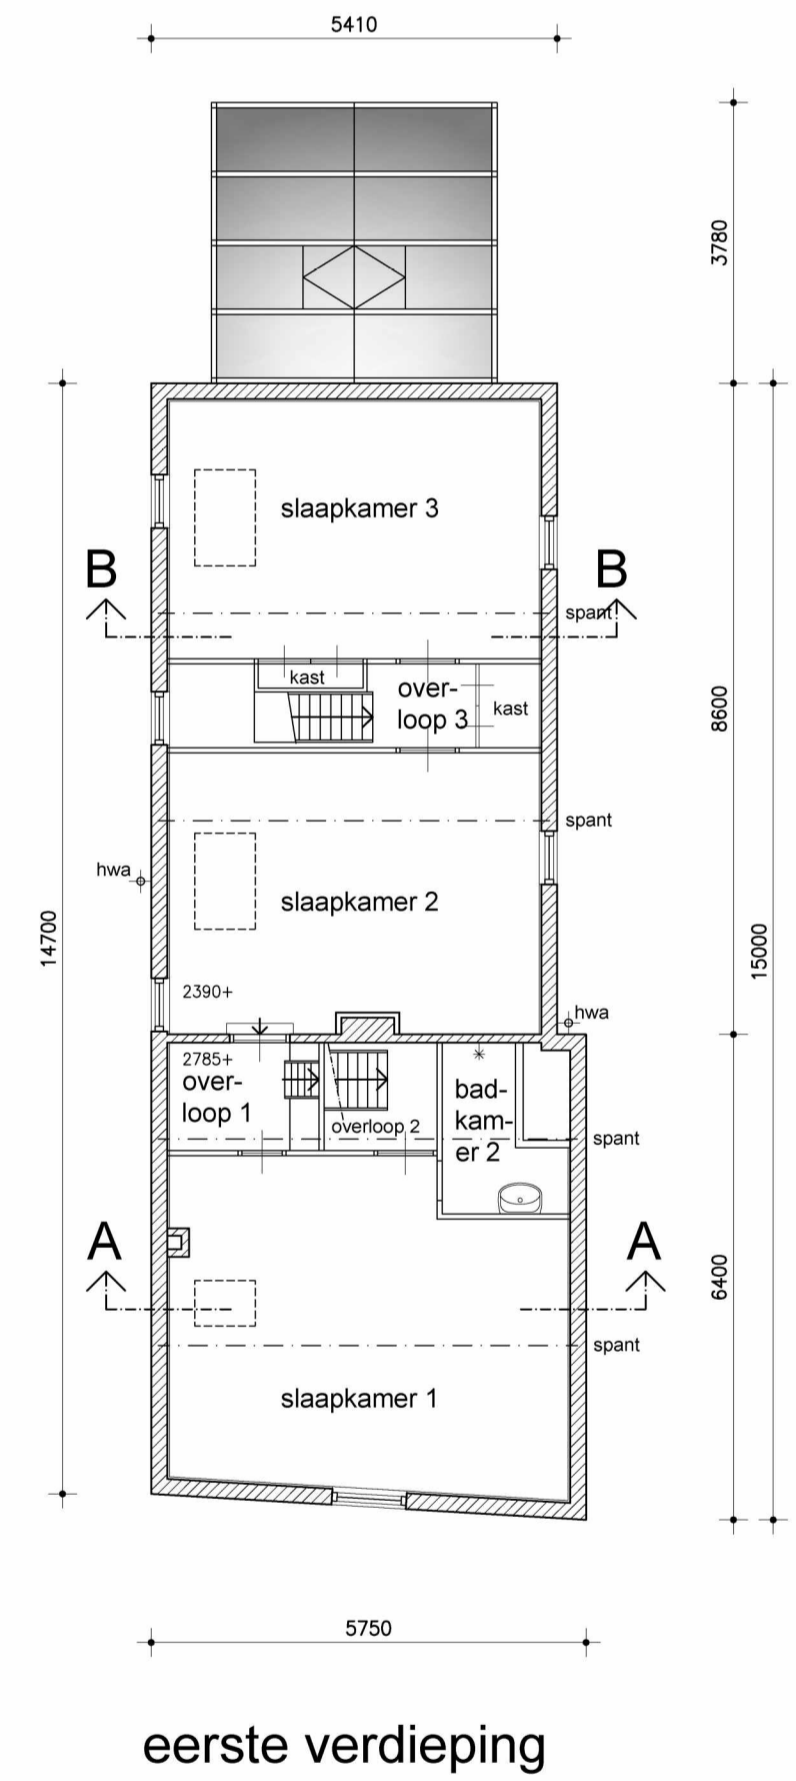 5410
3780
slaapkamer 3
B
B
spant
kast
over-
loop 3
kast
8600
spant
hwa
slaapkamer 2
14700
15000
2390+
hwa
2785+
over-
loop 1
overloop 2
bad-
kam-
er 2
spant
A
A
6400
spant
slaapkamer 1
5750
eerste verdieping